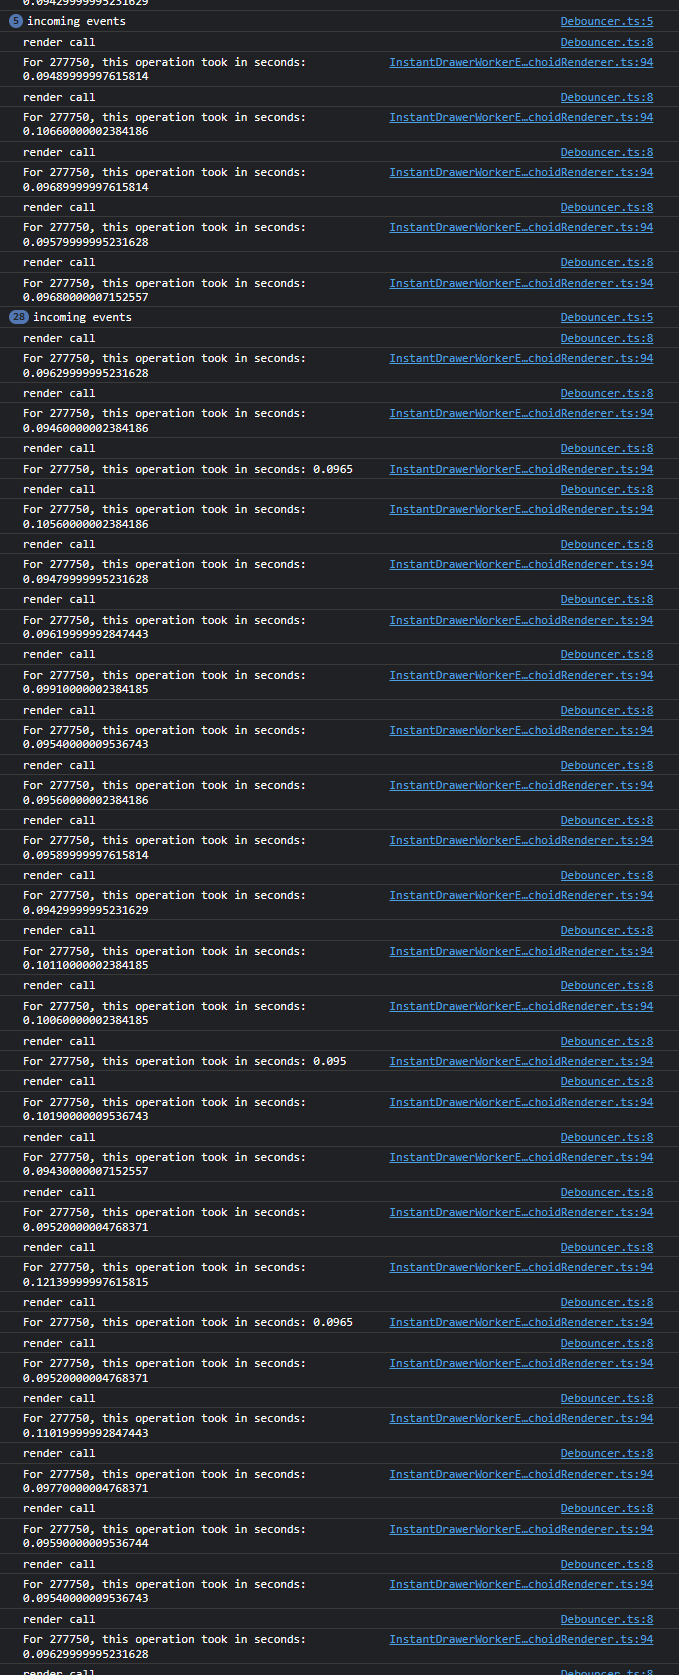 0.09429999995231629
5 incoming events Debouncer.ts:5
render call Debouncer.ts:8
For 277750, this operation took in seconds: InstantDrawerWorkerE…choidRenderer.ts:94
0.09489999997615814
render call Debouncer.ts:8
For 277750, this operation took in seconds: InstantDrawerWorkerE…choidRenderer.ts:94
0.10660000002384186
render call Debouncer.ts:8
For 277750, this operation took in seconds: InstantDrawerWorkerE…choidRenderer.ts:94
0.09689999997615814
render call Debouncer.ts:8
For 277750, this operation took in seconds: InstantDrawerWorkerE…choidRenderer.ts:94
0.09579999995231628
render call Debouncer.ts:8
For 277750, this operation took in seconds: InstantDrawerWorkerE…choidRenderer.ts:94
0.09680000007152557
28 incoming events Debouncer.ts:5
render call Debouncer.ts:8
For 277750, this operation took in seconds: InstantDrawerWorkerE…choidRenderer.ts:94
0.09629999995231628
render call Debouncer.ts:8
For 277750, this operation took in seconds: InstantDrawerWorkerE…choidRenderer.ts:94
0.09460000002384186
render call Debouncer.ts:8
For 277750, this operation took in seconds: 0.0965 InstantDrawerWorkerE…choidRenderer.ts:94
render call Debouncer.ts:8
For 277750, this operation took in seconds: InstantDrawerWorkerE…choidRenderer.ts:94
0.10560000002384186
render call Debouncer.ts:8
For 277750, this operation took in seconds: InstantDrawerWorkerE…choidRenderer.ts:94
0.09479999995231628
render call Debouncer.ts:8
For 277750, this operation took in seconds: InstantDrawerWorkerE…choidRenderer.ts:94
0.09619999992847443
render call Debouncer.ts:8
For 277750, this operation took in seconds: InstantDrawerWorkerE…choidRenderer.ts:94
0.09910000002384185
render call Debouncer.ts:8
For 277750, this operation took in seconds: InstantDrawerWorkerE…choidRenderer.ts:94
0.09540000009536743
render call Debouncer.ts:8
For 277750, this operation took in seconds: InstantDrawerWorkerE…choidRenderer.ts:94
0.09560000002384186
render call Debouncer.ts:8
For 277750, this operation took in seconds: InstantDrawerWorkerE…choidRenderer.ts:94
0.09589999997615814
render call Debouncer.ts:8
For 277750, this operation took in seconds: InstantDrawerWorkerE…choidRenderer.ts:94
0.09429999995231629
render call Debouncer.ts:8
For 277750, this operation took in seconds: InstantDrawerWorkerE…choidRenderer.ts:94
0.10110000002384185
render call Debouncer.ts:8
For 277750, this operation took in seconds: InstantDrawerWorkerE…choidRenderer.ts:94
0.10060000002384185
render call Debouncer.ts:8
For 277750, this operation took in seconds: 0.095 InstantDrawerWorkerE…choidRenderer.ts:94
render call Debouncer.ts:8
For 277750, this operation took in seconds: InstantDrawerWorkerE…choidRenderer.ts:94
0.10190000009536743
render call Debouncer.ts:8
For 277750, this operation took in seconds: InstantDrawerWorkerE…choidRenderer.ts:94
0.09430000007152557
render call Debouncer.ts:8
For 277750, this operation took in seconds: InstantDrawerWorkerE…choidRenderer.ts:94
0.09520000004768371
render call Debouncer.ts:8
For 277750, this operation took in seconds: InstantDrawerWorkerE…choidRenderer.ts:94
0.12139999997615815
render call Debouncer.ts:8
For 277750, this operation took in seconds: 0.0965 InstantDrawerWorkerE…choidRenderer.ts:94
render call Debouncer.ts:8
For 277750, this operation took in seconds: InstantDrawerWorkerE…choidRenderer.ts:94
0.09520000004768371
render call Debouncer.ts:8
For 277750, this operation took in seconds: InstantDrawerWorkerE…choidRenderer.ts:94
0.11019999992847443
render call Debouncer.ts:8
For 277750, this operation took in seconds: InstantDrawerWorkerE…choidRenderer.ts:94
0.09770000004768371
render call Debouncer.ts:8
For 277750, this operation took in seconds: InstantDrawerWorkerE…choidRenderer.ts:94
0.09590000009536744
render call Debouncer.ts:8
For 277750, this operation took in seconds: InstantDrawerWorkerE…choidRenderer.ts:94
0.09540000009536743
render call Debouncer.ts:8
For 277750, this operation took in seconds: InstantDrawerWorkerE…choidRenderer.ts:94
0.09629999995231628
render call Debouncer.ts:8